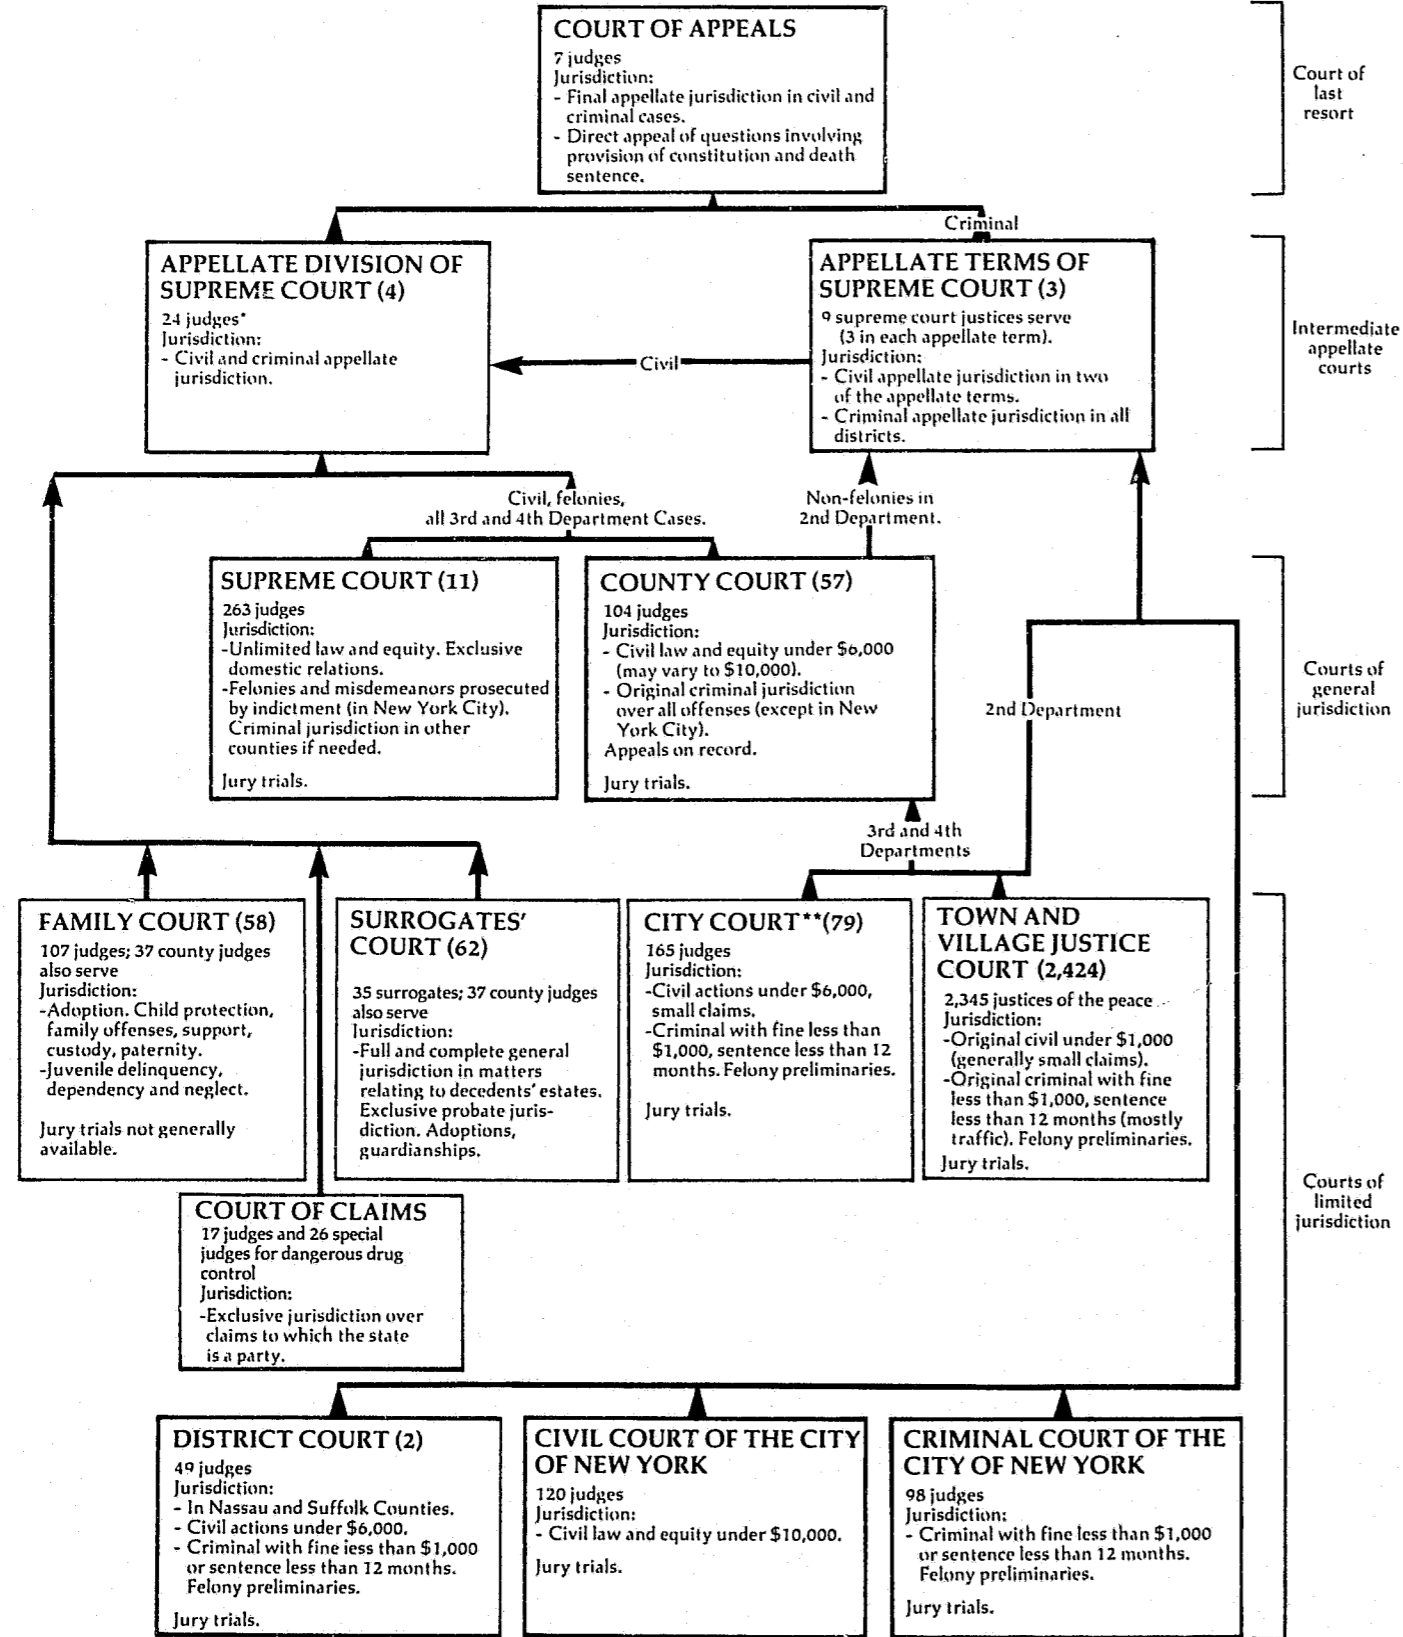 COURT OF APPEALS
7 judges
Jurisdiction:
- Final appellate jurisdiction in civil and
criminal cases.
- Direct appeal of questions involving
provision of constitution and death
sentence.
Court of
last
resort
Criminal
APPELLATE DIVISION OF
SUPREME COURT (4)
24 judges*
Jurisdiction:
- Civil and criminal appellate
jurisdiction.
Civil
APPELLATE TERMS OF
SUPREME COURT (3)
9 supreme court justices serve
(3 in each appellate term).
Jurisdiction:
- Civil appellate jurisdiction in two
of the appellate terms.
- Criminal appellate jurisdiction in all
districts.
Intermediate
appellate
courts
Civil, felonies,
all 3rd and 4th Department Cases.
Non-felonies in
2nd Department.
SUPREME COURT (11)
263 judges
Jurisdiction:
-Unlimited law and equity. Exclusive
domestic relations.
-Felonies and misdemeanors prosecuted
by indictment (in New York City).
Criminal jurisdiction in other
counties if needed.
Jury trials.
COUNTY COURT (57)
104 judges
Jurisdiction:
- Civil law and equity under $6,000
(may vary to $10,000).
- Original criminal jurisdiction
over all offenses (except in New
York City).
Appeals on record.
Jury trials.
2nd Department
Courts of
general
jurisdiction
3rd and 4th
Departments
FAMILY COURT (58)
107 judges; 37 county judges
also serve
Jurisdiction:
-Adoption. Child protection,
family offenses, support,
custody, paternity.
-Juvenile delinquency,
dependency and neglect.
Jury trials not generally
available.
SURROGATES'
COURT (62)
35 surrogates; 37 county judges
also serve
Jurisdiction:
-Full and complete general
jurisdiction in matters
relating to decedents' estates.
Exclusive probate juris-
diction. Adoptions,
guardianships.
CITY COURT**(79)
165 judges
Jurisdiction:
-Civil actions under $6,000,
small claims.
-Criminal with fine less than
$1,000, sentence less than 12
months. Felony preliminaries.
Jury trials.
TOWN AND
VILLAGE JUSTICE
COURT (2,424)
2,345 justices of the peace
Jurisdiction:
-Original civil under $1,000
(generally small claims).
-Original criminal with fine
less than $1,000, sentence
less than 12 months (mostly
traffic). Felony preliminaries.
Jury trials.
Courts of
limited
jurisdiction
COURT OF CLAIMS
17 judges and 26 special
judges for dangerous drug
control
Jurisdiction:
-Exclusive jurisdiction over
claims to which the state
is a party.
DISTRICT COURT (2)
49 judges
Jurisdiction:
- In Nassau and Suffolk Counties.
- Civil actions under $6,000.
- Criminal with fine less than $1,000
or sentence less than 12 months.
Felony preliminaries.
Jury trials.
CIVIL COURT OF THE CITY
OF NEW YORK
120 judges
Jurisdiction:
- Civil law and equity under $10,000.
Jury trials.
CRIMINAL COURT OF THE
CITY OF NEW YORK
98 judges
Jurisdiction:
- Criminal with fine less than $1,000
or sentence less than 12 months.
Felony preliminaries.
Jury trials.